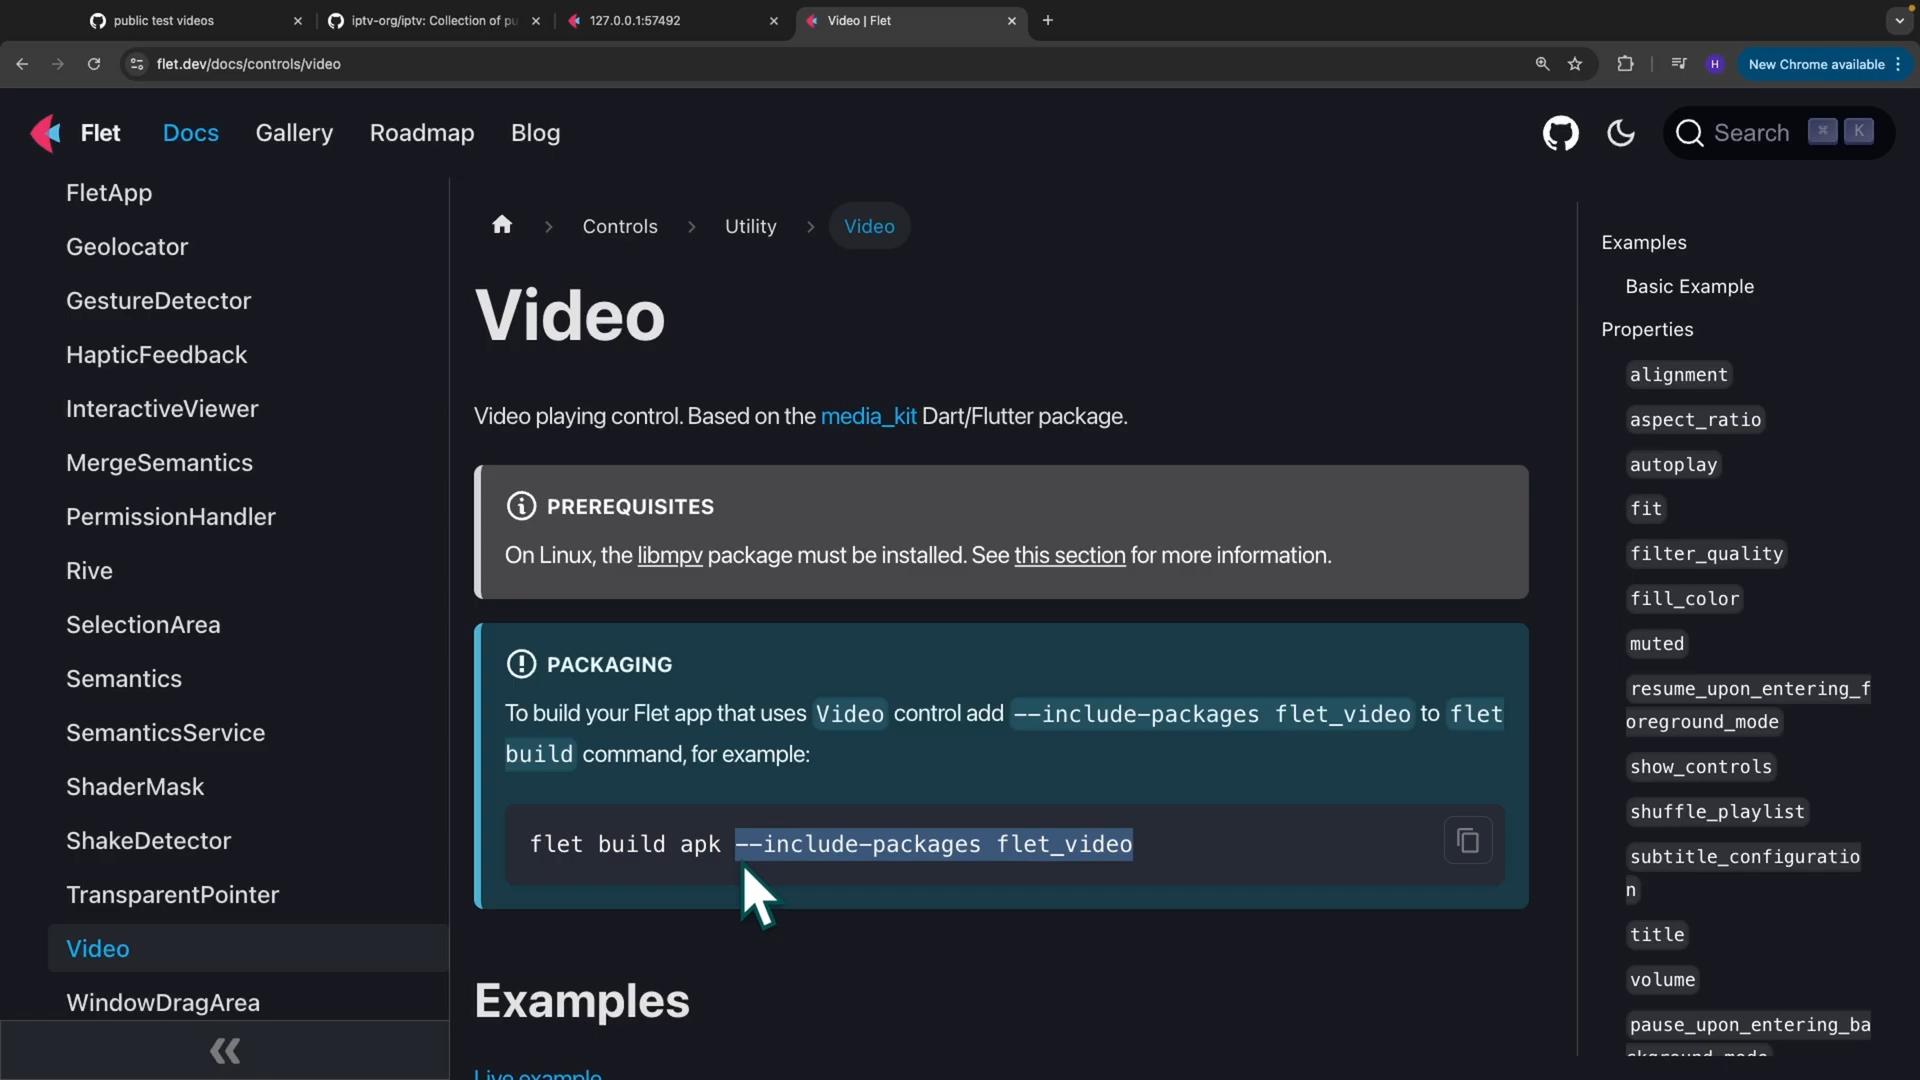 public test videos
iptv-org/iptv: Collection of pu
127.0.0.1:57492
Video | Flet
flet.dev/docs/controls/video
H
New Chrome available
Flet
Docs
Gallery
Roadmap
Blog
Search
⌘ K
FletApp
Geolocator
GestureDetector
HapticFeedback
InteractiveViewer
MergeSemantics
PermissionHandler
Rive
SelectionArea
Semantics
SemanticsService
ShaderMask
ShakeDetector
TransparentPointer
Video
WindowDragArea
Controls
Utility
Video
Video
Video playing control. Based on the media_kit Dart/Flutter package.
PREREQUISITES
On Linux, the libmpv package must be installed. See this section for more information.
PACKAGING
To build your Flet app that uses Video control add --include-packages flet_video to flet
build command, for example:
flet build apk --include-packages flet_video
Examples
Live example
Examples
Basic Example
Properties
alignment
aspect_ratio
autoplay
fit
filter_quality
fill_color
muted
resume_upon_entering_f
oreground_mode
show_controls
shuffle_playlist
subtitle_configuratio
n
title
volume
pause_upon_entering_ba
ckground_mode